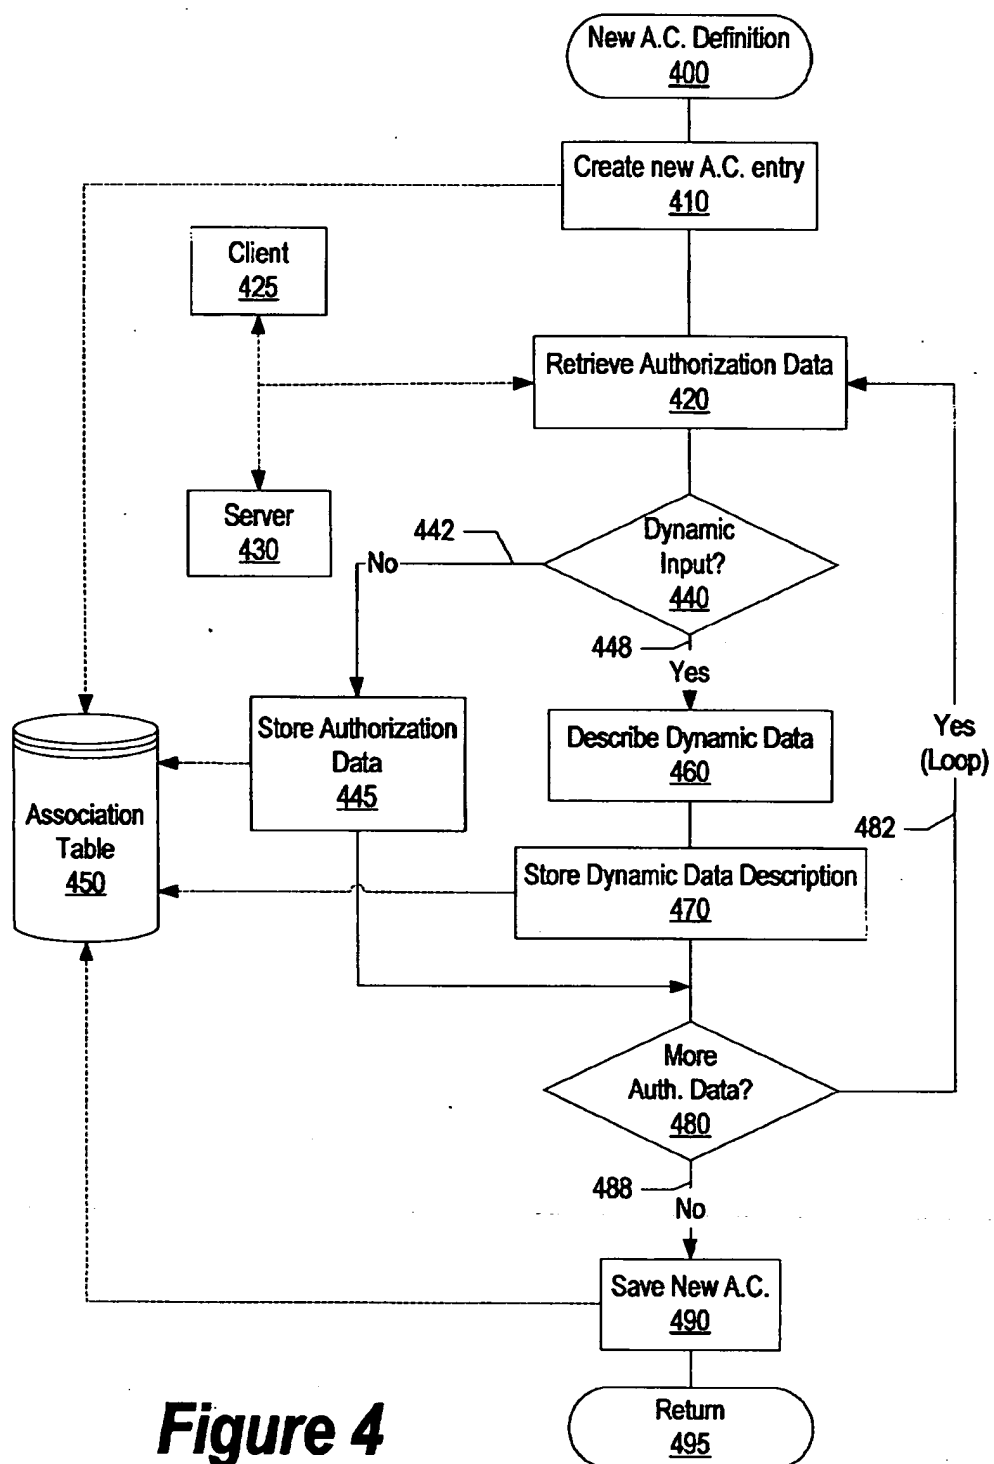 New A.C. Definition
400
Create new A.C. entry
410
Client
425
Retrieve Authorization Data
420
Server
430
442
No
Dynamic
Input?
440
448
Yes
Store Authorization
Data
445
Describe Dynamic Data
460
Yes
(Loop)
482
Association
Table
450
Store Dynamic Data Description
470
More
Auth. Data?
480
488
No
Save New A.C.
490
Return
495
Figure 4